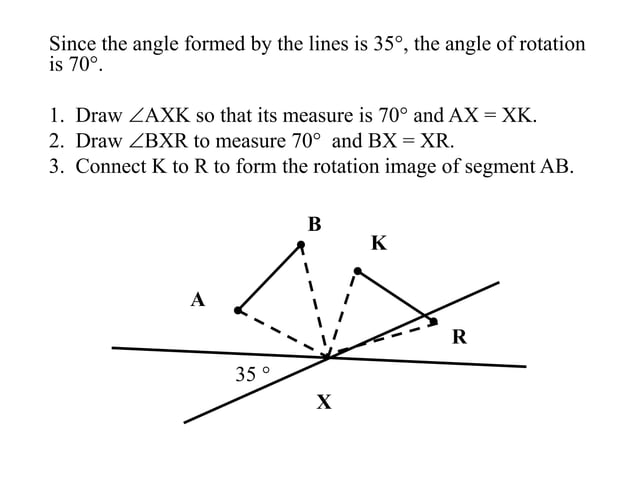 Since the angle formed by the lines is 35°, the angle of rotation
is 70°.
1. Draw ∠AXK so that its measure is 70° and AX = XK.
2. Draw ∠BXR to measure 70° and BX = XR.
3. Connect K to R to form the rotation image of segment AB.
B
K
A
R
35 °
X